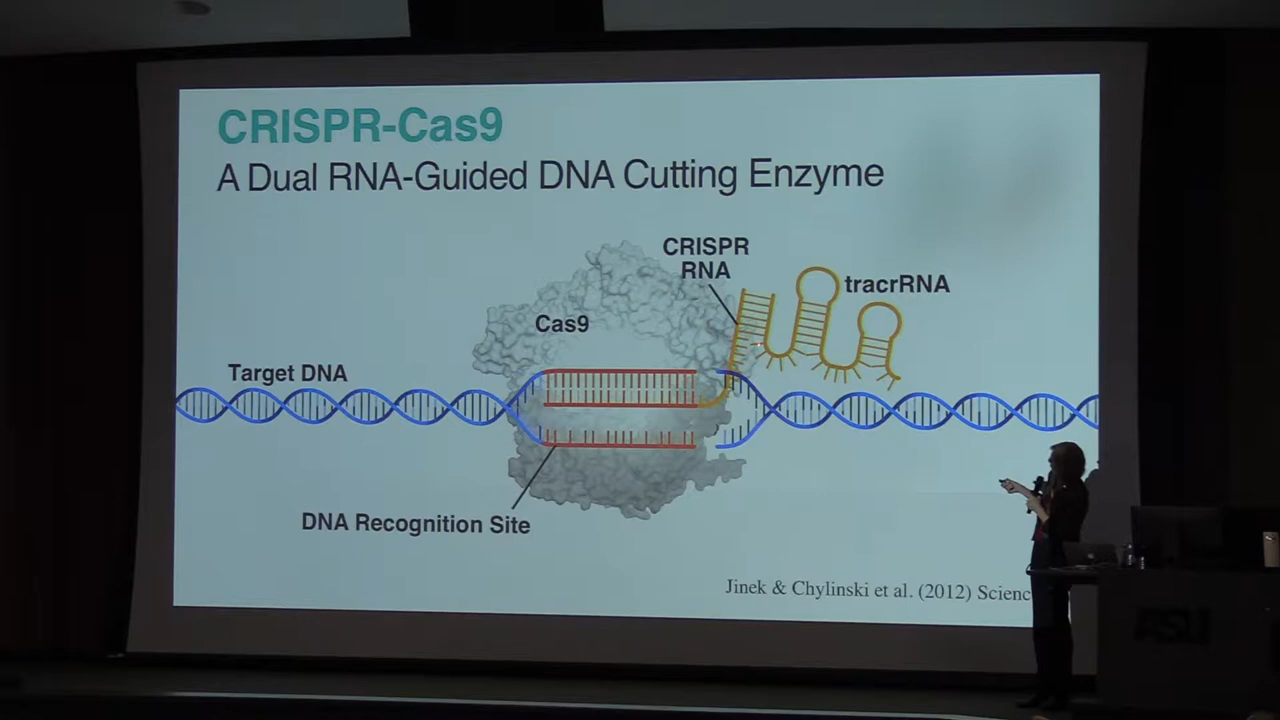 CRISPR-Cas9
A Dual RNA-Guided DNA Cutting Enzyme
CRISPR
RNA
tracrRNA
Cas9
Target DNA
DNA Recognition Site
Jinek & Chylinski et al. (2012) Scienc
ASU